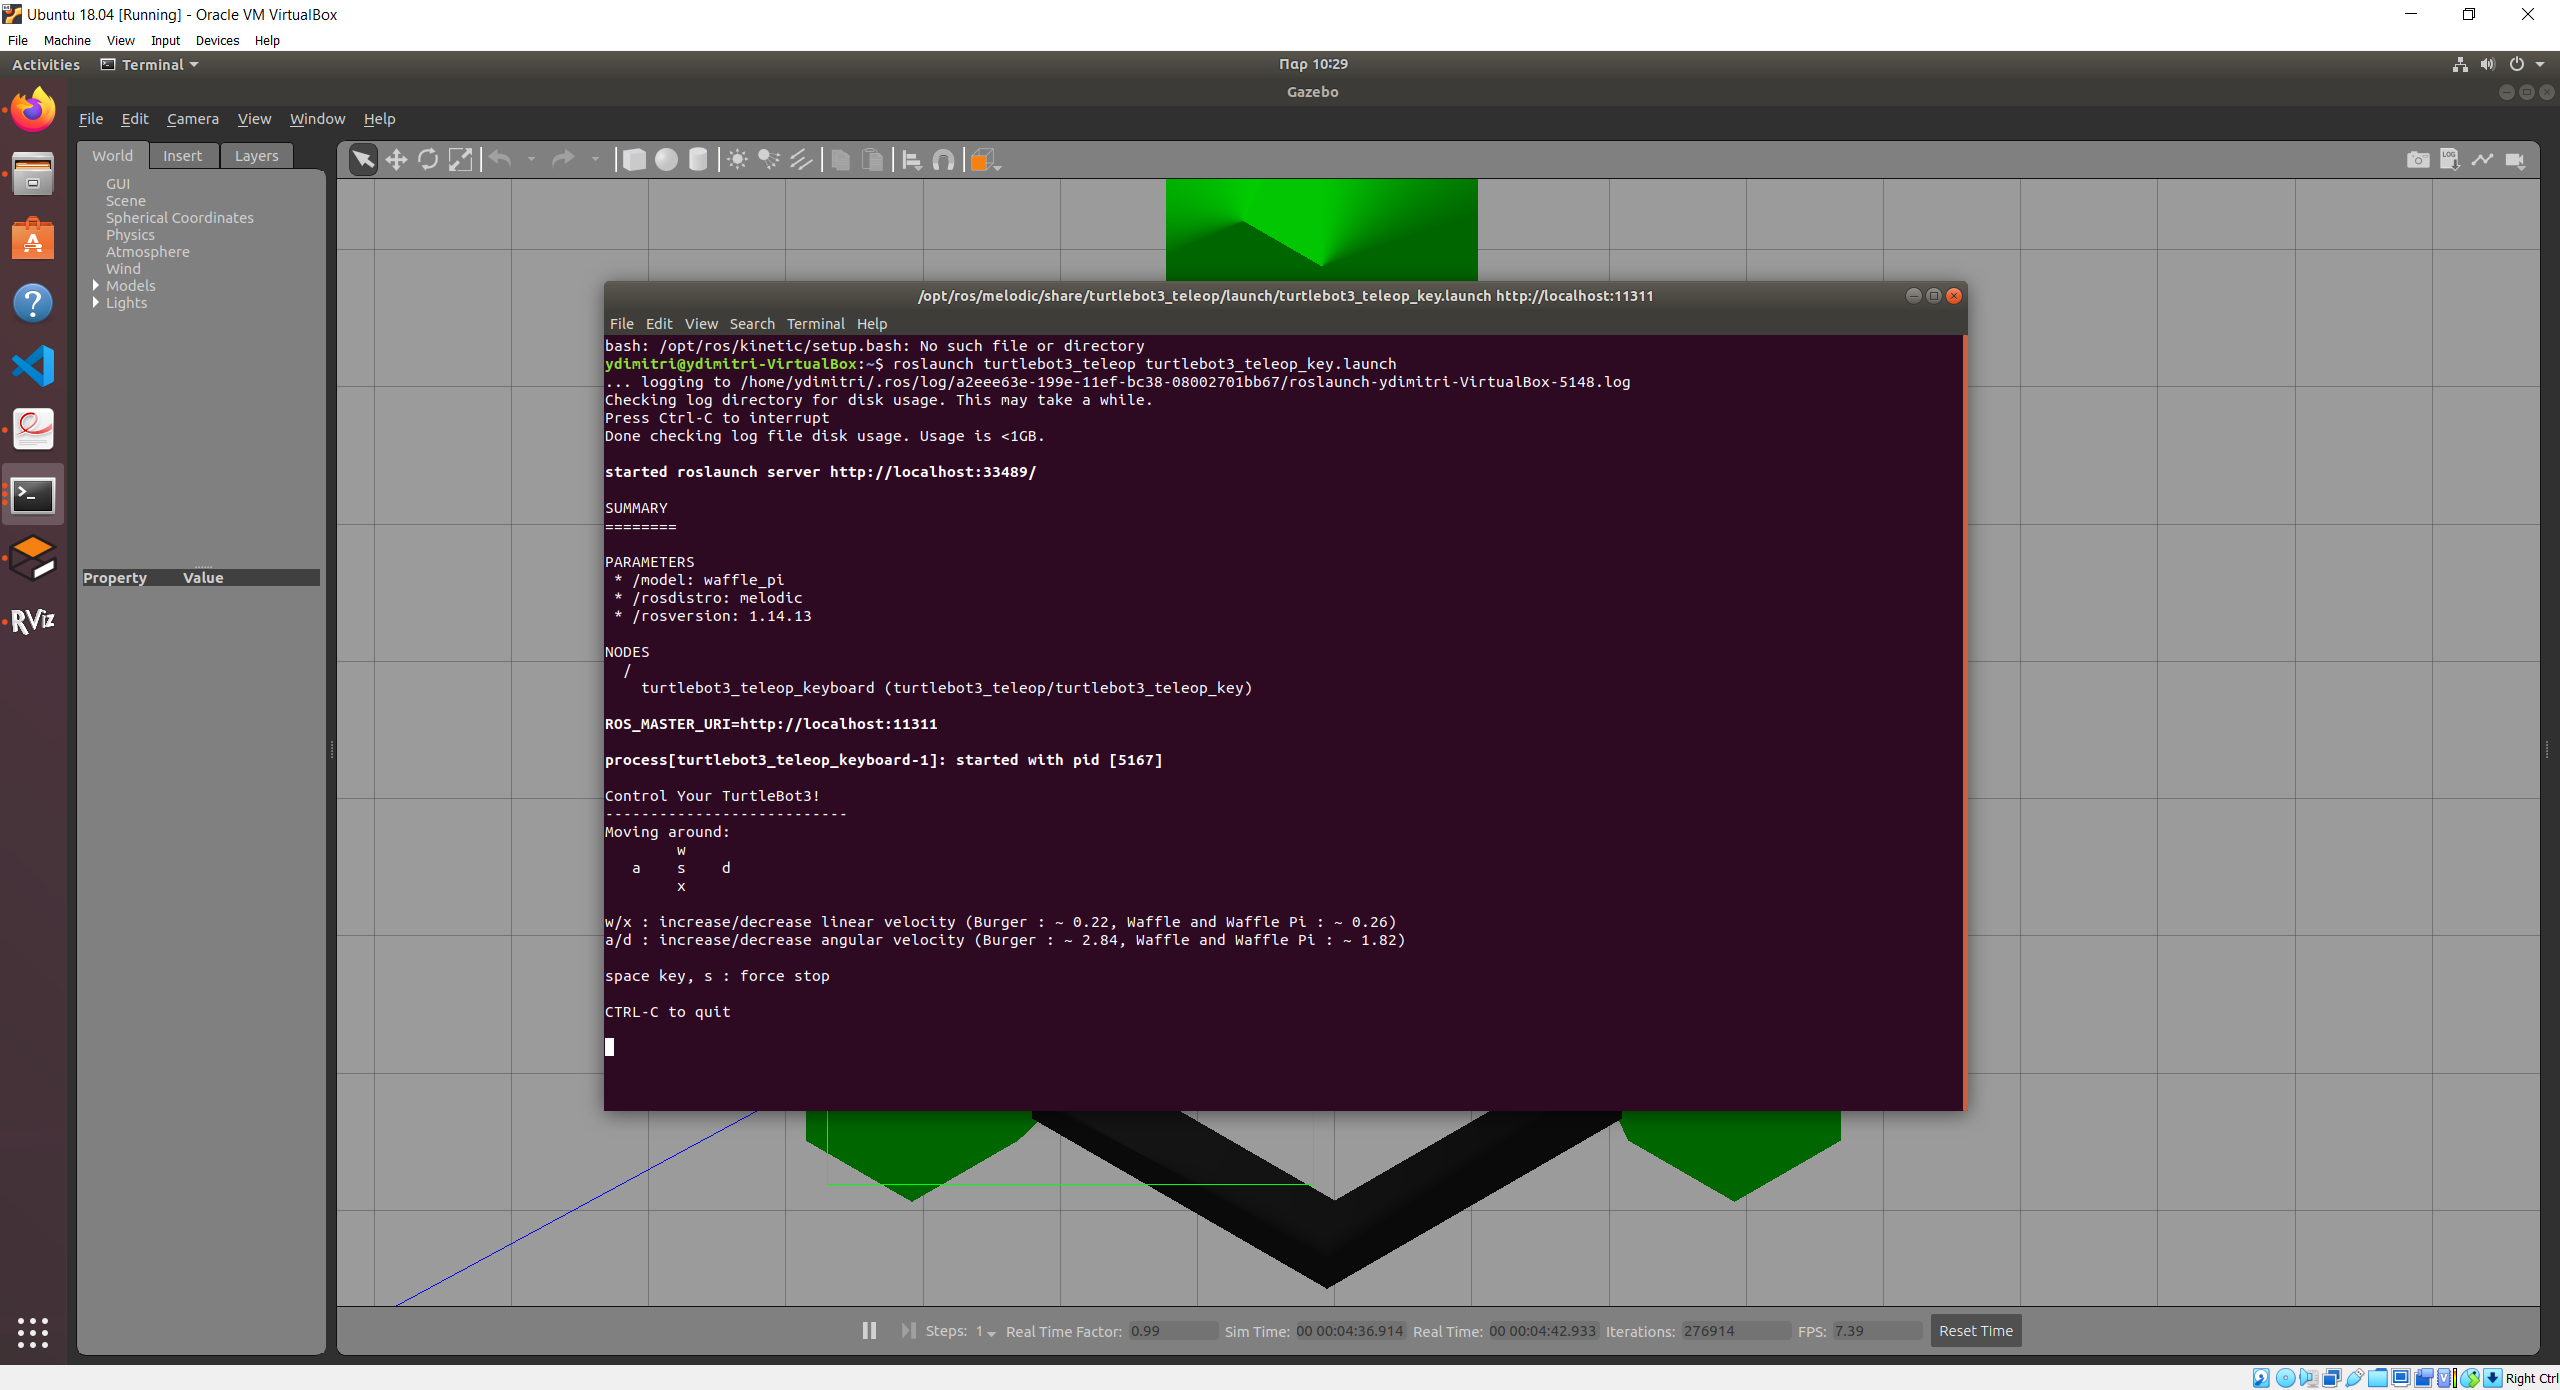 Ubuntu 18.04 [Running] - Oracle VM VirtualBox
File Machine View Input Devices Help
Activities Terminal Παρ 10:29
Gazebo
File Edit Camera View Window Help
World Insert Layers
GUI
Scene
Spherical Coordinates
Physics
Atmosphere
Wind
Models
Lights
Property Value
RViz
/opt/ros/melodic/share/turtlebot3_teleop/launch/turtlebot3_teleop_key.launch http://localhost:11311
File Edit View Search Terminal Help
bash: /opt/ros/kinetic/setup.bash: No such file or directory
ydimitri@ydimitri-VirtualBox:~$ roslaunch turtlebot3_teleop turtlebot3_teleop_key.launch
... logging to /home/ydimitri/.ros/log/a2eee63e-199e-11ef-bc38-08002701bb67/roslaunch-ydimitri-VirtualBox-5148.log
Checking log directory for disk usage. This may take a while.
Press Ctrl-C to interrupt
Done checking log file disk usage. Usage is <1GB.
started roslaunch server http://localhost:33489/
SUMMARY
========
PARAMETERS
* /model: waffle_pi
* /rosdistro: melodic
* /rosversion: 1.14.13
NODES
/
turtlebot3_teleop_keyboard (turtlebot3_teleop/turtlebot3_teleop_key)
ROS_MASTER_URI=http://localhost:11311
process[turtlebot3_teleop_keyboard-1]: started with pid [5167]
Control Your TurtleBot3!
---------------------------
Moving around:
w
a s d
x
w/x : increase/decrease linear velocity (Burger : ~ 0.22, Waffle and Waffle Pi : ~ 0.26)
a/d : increase/decrease angular velocity (Burger : ~ 2.84, Waffle and Waffle Pi : ~ 1.82)
space key, s : force stop
CTRL-C to quit
Steps: 1 Real Time Factor: 0.99 Sim Time: 00 00:04:36.914 Real Time: 00 00:04:42.933 Iterations: 276914 FPS: 7.39 Reset Time
Right Ctrl